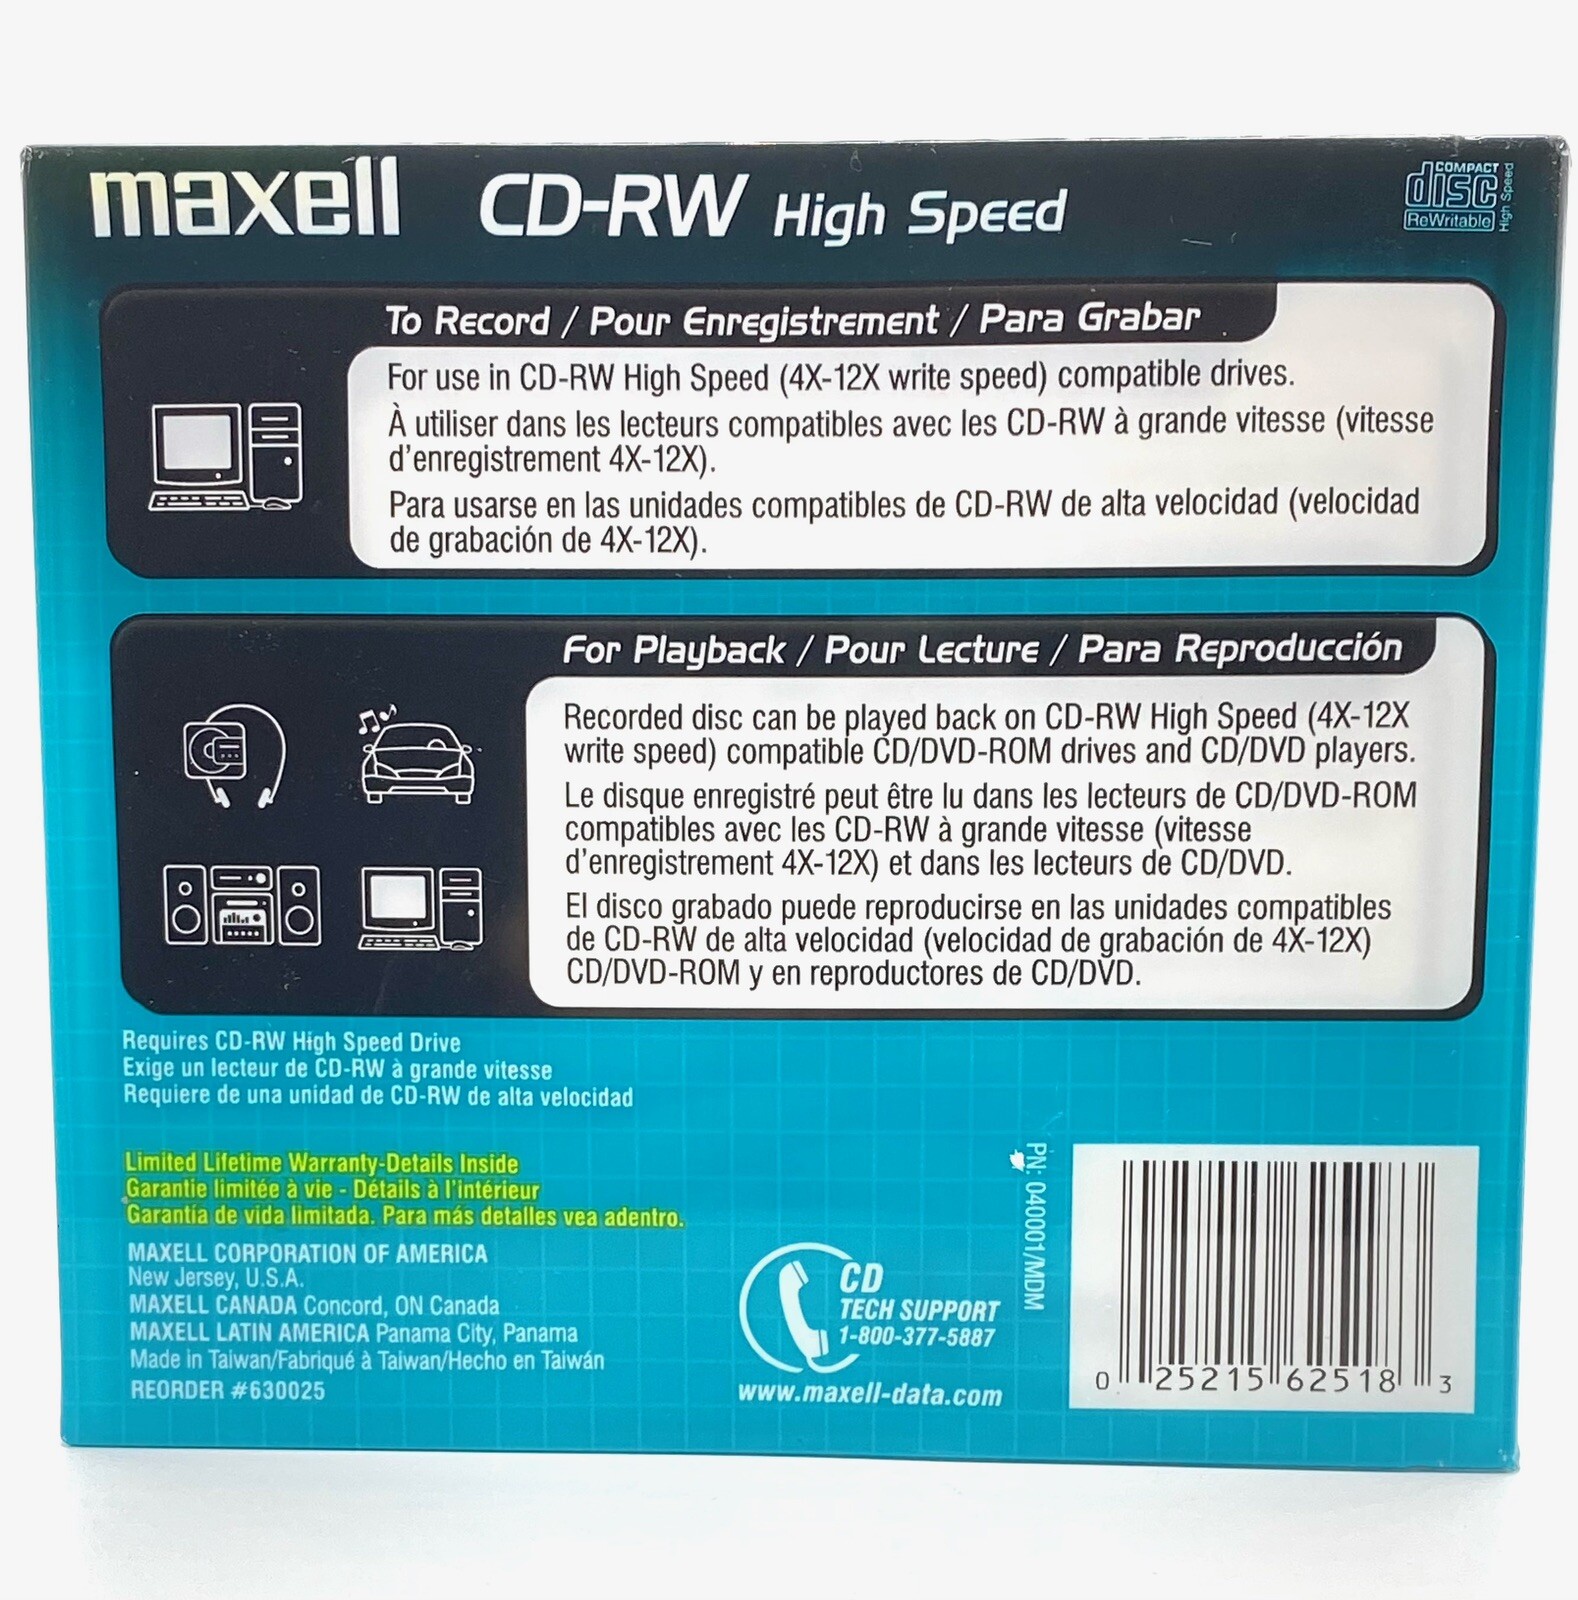 maxell CD-RW High Speed
COMPACT
disc
ReWritable
High Speed
To Record / Pour Enregistrement / Para Grabar
For use in CD-RW High Speed (4X-12X write speed) compatible drives.
À utiliser dans les lecteurs compatibles avec les CD-RW à grande vitesse (vitesse
d'enregistrement 4X-12X).
Para usarse en las unidades compatibles de CD-RW de alta velocidad (velocidad
de grabación de 4X-12X).
For Playback / Pour Lecture / Para Reproducción
Recorded disc can be played back on CD-RW High Speed (4X-12X
write speed) compatible CD/DVD-ROM drives and CD/DVD players.
Le disque enregistré peut être lu dans les lecteurs de CD/DVD-ROM
compatibles avec les CD-RW à grande vitesse (vitesse
d'enregistrement 4X-12X) et dans les lecteurs de CD/DVD.
El disco grabado puede reproducirse en las unidades compatibles
de CD-RW de alta velocidad (velocidad de grabación de 4X-12X)
CD/DVD-ROM y en reproductores de CD/DVD.
Requires CD-RW High Speed Drive
Exige un lecteur de CD-RW à grande vitesse
Requiere de una unidad de CD-RW de alta velocidad
Limited Lifetime Warranty-Details Inside
Garantie limitée à vie - Détails à l'intérieur
Garantía de vida limitada. Para más detalles vea adentro.
MAXELL CORPORATION OF AMERICA
New Jersey, U.S.A.
MAXELL CANADA Concord, ON Canada
MAXELL LATIN AMERICA Panama City, Panama
Made in Taiwan/Fabriqué à Taiwan/Hecho en Taiwán
REORDER #630025
CD
TECH SUPPORT
1-800-377-5887
www.maxell-data.com
PN: 040001/MDM
0 25215 62518 3